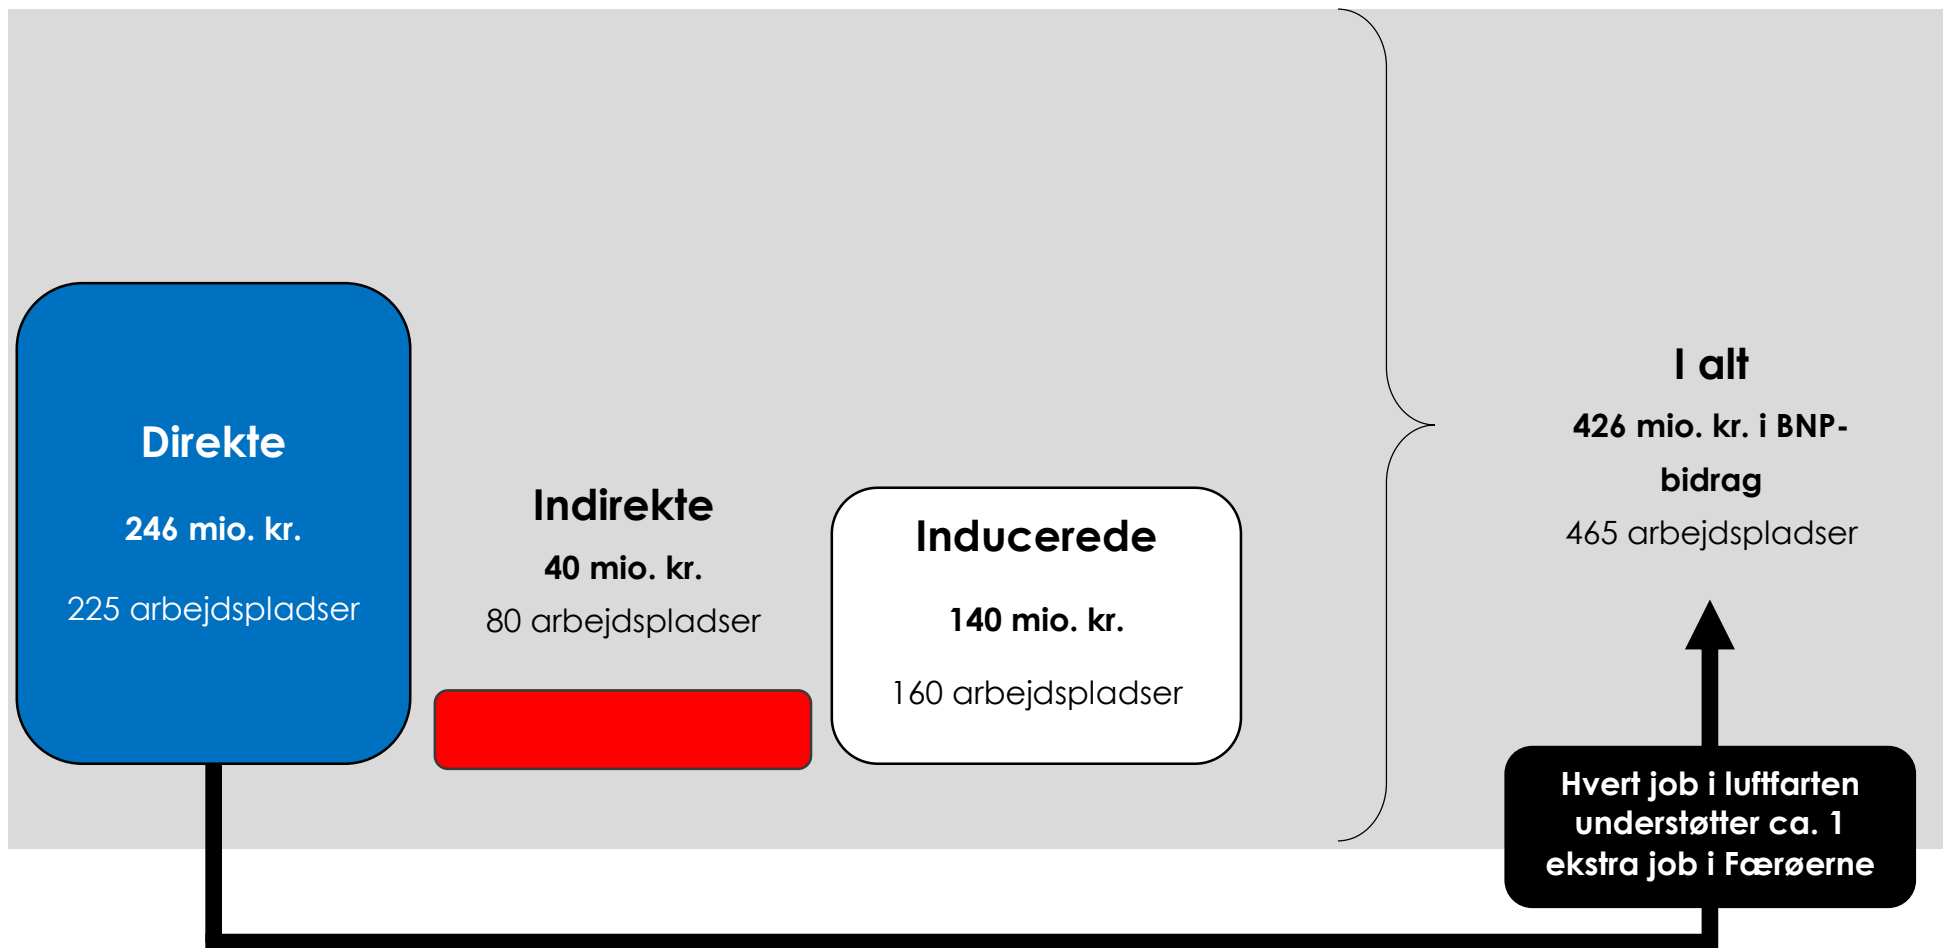 Direkte
246 mio. kr.
225 arbejdspladser
Indirekte
40 mio. kr.
80 arbejdspladser
Inducerede
140 mio. kr.
160 arbejdspladser
I alt
426 mio. kr. i BNP-
bidrag
465 arbejdspladser
Hvert job i luftfarten
understøtter ca. 1
ekstra job i Færøerne